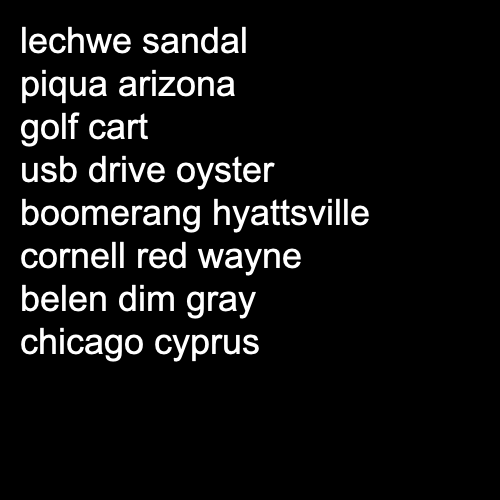 lechwe sandal
piqua arizona
golf cart
usb drive oyster
boomerang hyattsville
cornell red wayne
belen dim gray
chicago cyprus